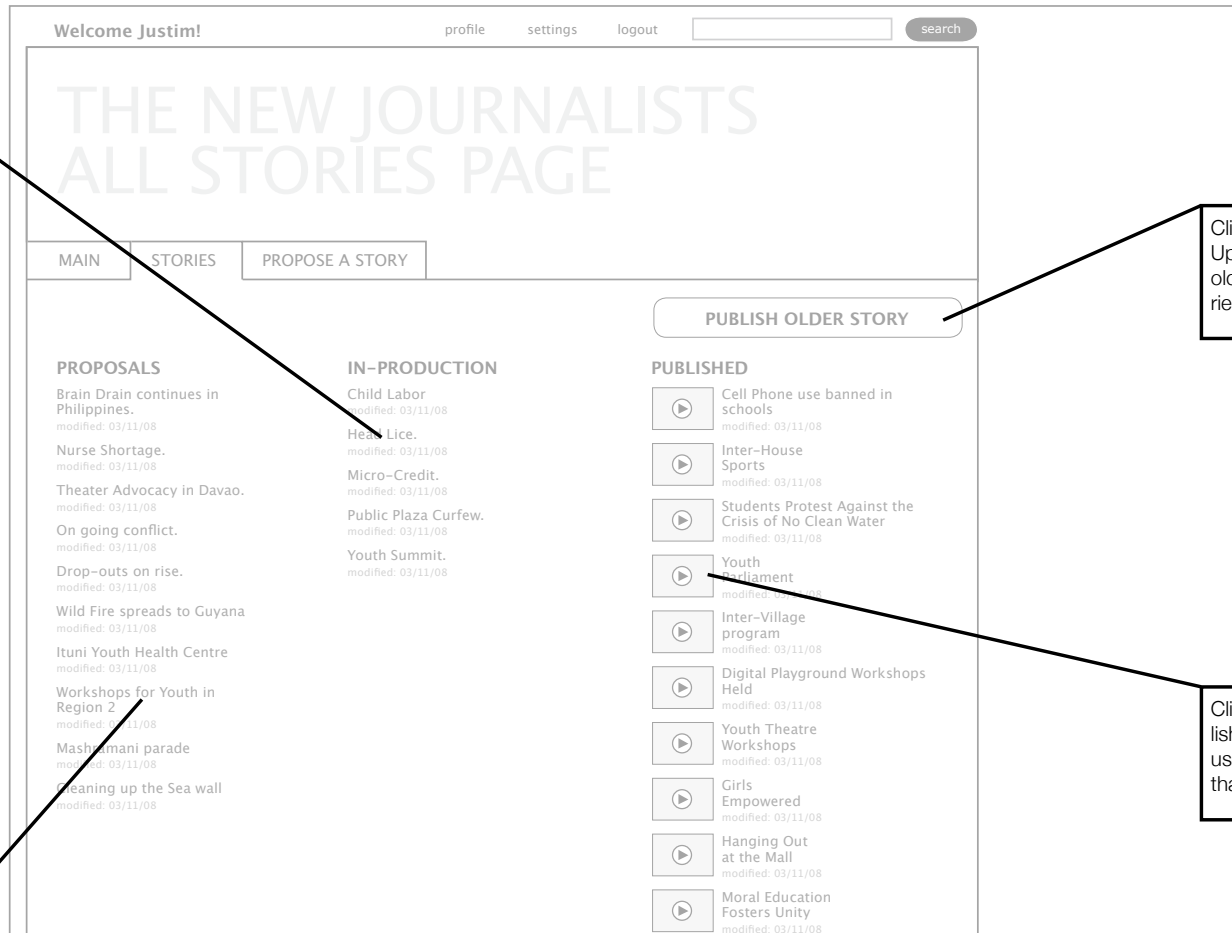 Welcome Justim!
profile
settings
logout
search
THE NEW JOURNALISTS
ALL STORIES PAGE
MAIN
STORIES
PROPOSE A STORY
PUBLISH OLDER STORY
PROPOSALS
Brain Drain continues in
Philippines.
modified: 03/11/08
Nurse Shortage.
modified: 03/11/08
Theater Advocacy in Davao.
modified: 03/11/08
On going conflict.
modified: 03/11/08
Drop-outs on rise.
modified: 03/11/08
Wild Fire spreads to Guyana
modified: 03/11/08
Ituni Youth Health Centre
modified: 03/11/08
Workshops for Youth in
Region 2
modified: 03/11/08
Mashramani parade
modified: 03/11/08
Cleaning up the Sea wall
modified: 03/11/08
IN-PRODUCTION
Child Labor
modified: 03/11/08
Head Lice.
modified: 03/11/08
Micro-Credit.
modified: 03/11/08
Public Plaza Curfew.
modified: 03/11/08
Youth Summit.
modified: 03/11/08
PUBLISHED
Cell Phone use banned in
schools
modified: 03/11/08
Inter-House
Sports
modified: 03/11/08
Students Protest Against the
Crisis of No Clean Water
modified: 03/11/08
Youth
Parliament
modified: 03/11/08
Inter-Village
program
modified: 03/11/08
Digital Playground Workshops
Held
modified: 03/11/08
Youth Theatre
Workshops
modified: 03/11/08
Girls
Empowered
modified: 03/11/08
Hanging Out
at the Mall
modified: 03/11/08
Moral Education
Fosters Unity
modified: 03/11/08